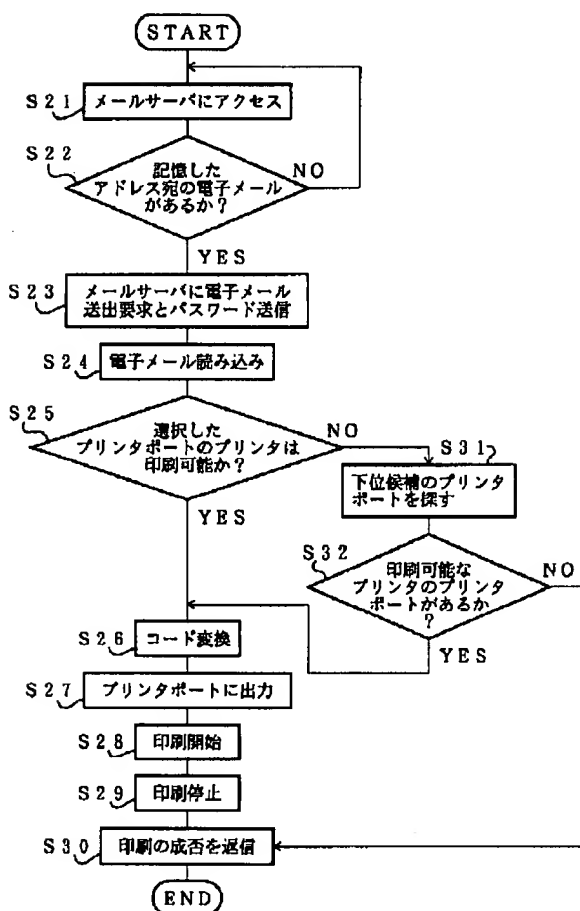 START
S21
メールサーバにアクセス
S22
記憶した
アドレス宛の電子メール
があるか?
NO
YES
S23
メールサーバに電子メール
送出要求とパスワード送信
S24
電子メール読み込み
S25
選択した
プリンタポートのプリンタは
印刷可能か?
NO
YES
S31
下位候補のプリンタ
ポートを探す
S32
印刷可能な
プリンタのプリンタ
ポートがあるか
?
NO
YES
S26
コード変換
S27
プリンタポートに出力
S28
印刷開始
S29
印刷停止
S30
印刷の成否を返信
END